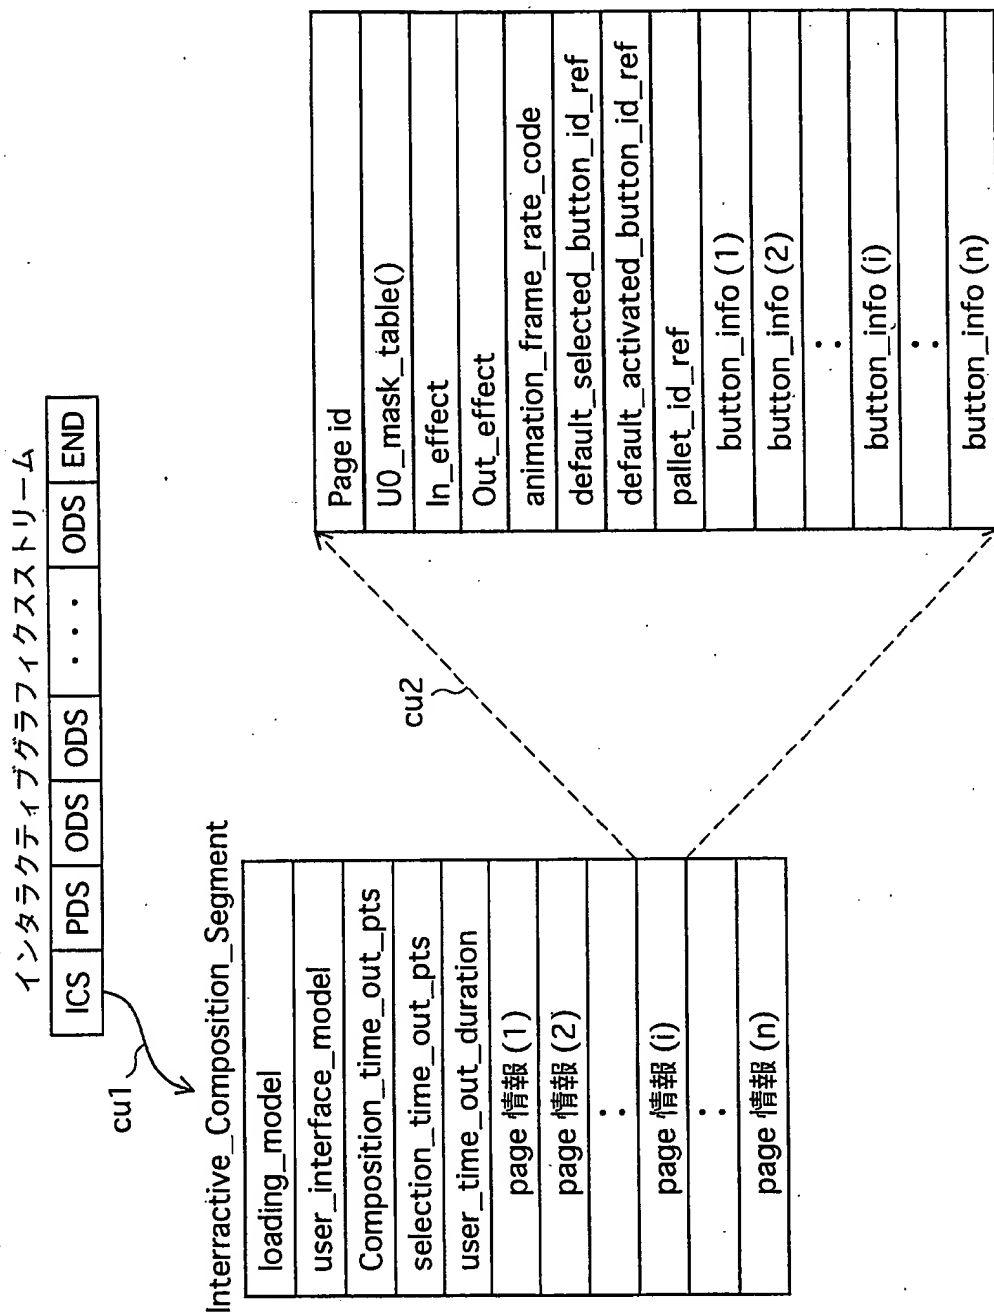 インタラクティブグラフィクスストリーム
ICS PDS ODS ODS ・・・ ODS END
cu1
Interractive_Composition_Segment
loading_model
user_interface_model
Composition_time_out_pts
selection_time_out_pts
user_time_out_duration
page 情報 (1)
page 情報 (2)
:
page 情報 (i)
:
page 情報 (n)
cu2
Page id
U0_mask_table()
In_effect
Out_effect
animation_frame_rate_code
default_selected_button_id_ref
default_activated_button_id_ref
pallet_id_ref
button_info (1)
button_info (2)
:
button_info (i)
:
button_info (n)